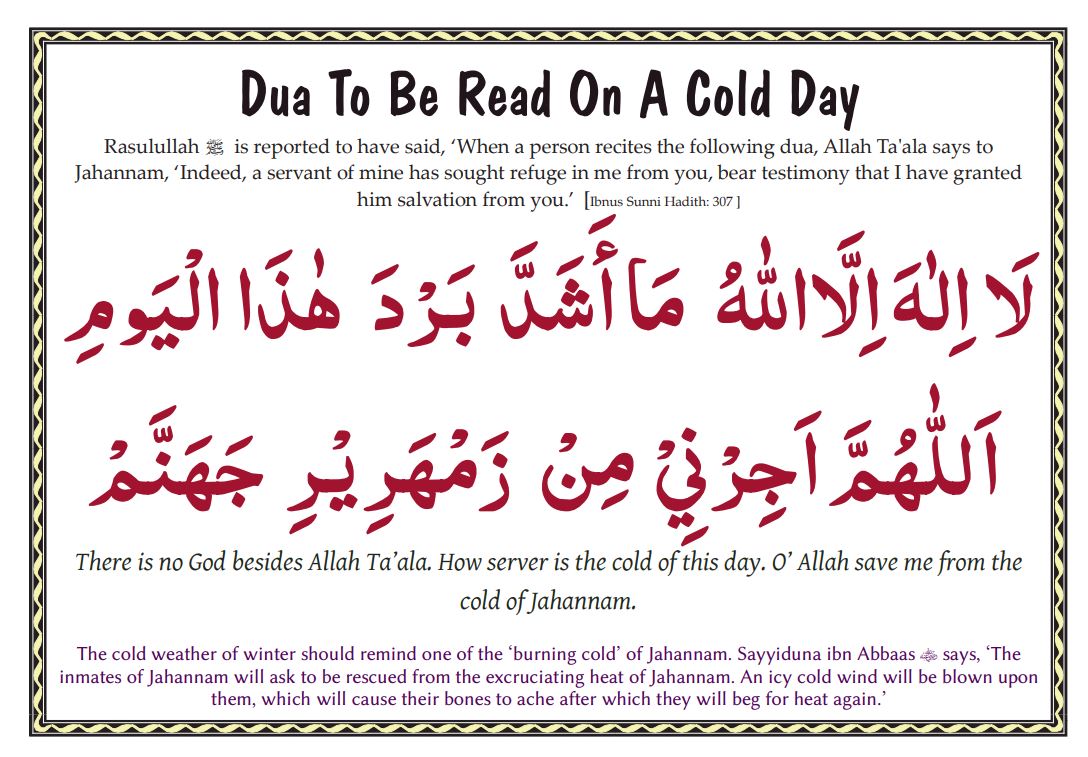 Dua To Be Read On A Cold Day
Rasulullah ﷺ is reported to have said, ‘When a person recites the following dua, Allah Ta'ala says to
Jahannam, ‘Indeed, a servant of mine has sought refuge in me from you, bear testimony that I have granted
him salvation from you.’ [Ibnus Sunni Hadith: 307 ]
لَا اِلٰهَ اِلَّا اللّٰهُ مَا أَشَدَّ بَرْدَ هٰذَا الْيَومِ
اَللّٰهُمَّ اَجِرْنِيْ مِنْ زَمْهَرِيْرِ جَهَنَّمْ
There is no God besides Allah Ta’ala. How server is the cold of this day. O’ Allah save me from the
cold of Jahannam.
The cold weather of winter should remind one of the ‘burning cold’ of Jahannam. Sayyiduna ibn Abbaas says, ‘The
inmates of Jahannam will ask to be rescued from the excruciating heat of Jahannam. An icy cold wind will be blown upon
them, which will cause their bones to ache after which they will beg for heat again.’